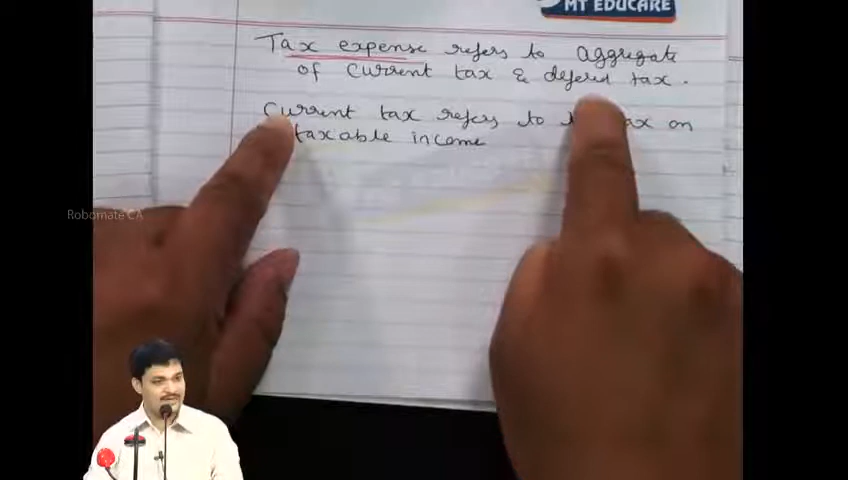 MT EDUCARE
Tax expense refers to aggregate
of current tax & defered tax.
Current tax refers to tax on
taxable income
Robomate CA